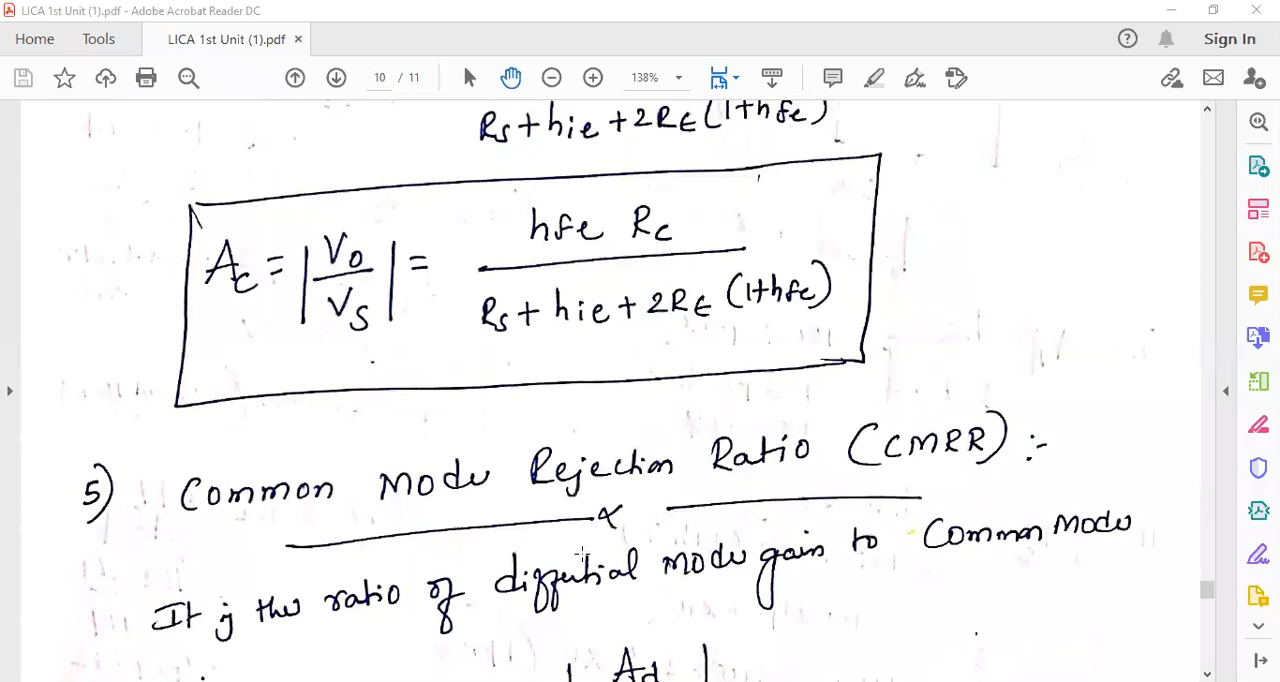 LICA 1st Unit (1).pdf - Adobe Acrobat Reader DC
Home Tools LICA 1st Unit (1).pdf × Sign In
10 / 11 138%
Rs + hie + 2RE (1+hfe)
Ac = |Vo/Vs| = hfe Rc / Rs + hie + 2RE (1+hfe)
5) Common Mode Rejection Ratio (CMRR) :-
It is the ratio of differential mode gain to Common Mode
| Ad |